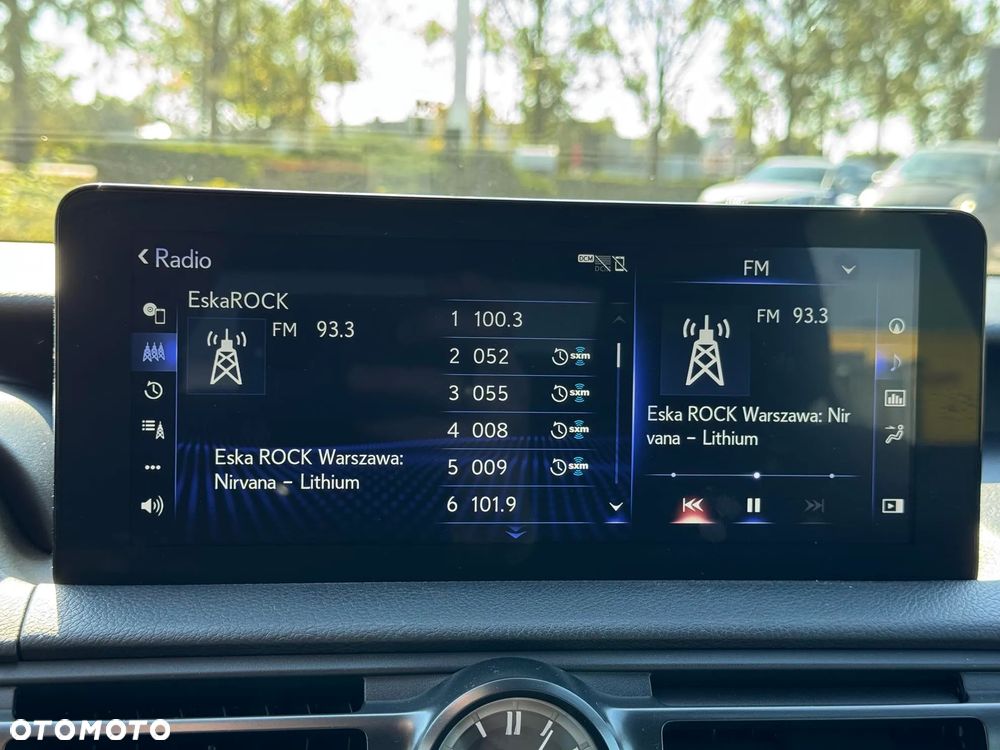 Radio
DCM
DCM
EskaROCK
FM 93.3
Eska ROCK Warszawa:
Nirvana – Lithium
1 100.3
2 052 sxm
3 055 sxm
4 008 sxm
5 009 sxm
6 101.9
FM
FM 93.3
Eska ROCK Warszawa: Nir
vana – Lithium
OTOMOTO